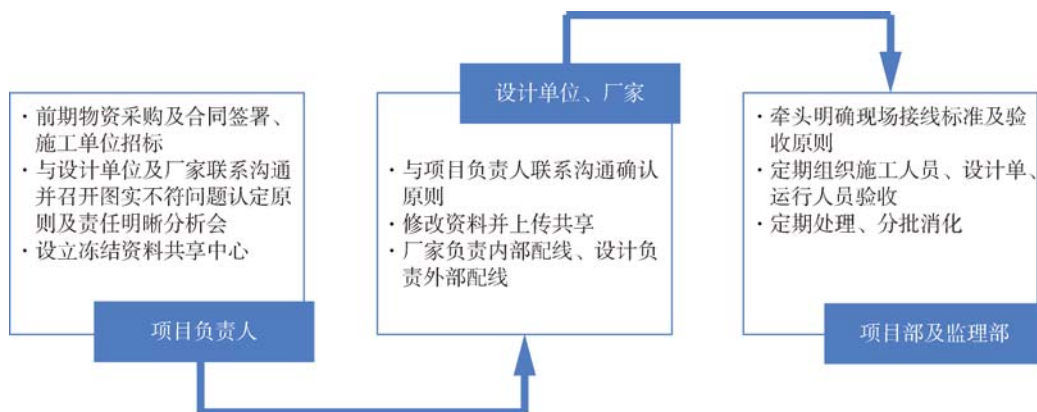 · 前期物资采购及合同签署、
施工单位招标
· 与设计单位及厂家联系沟通
并召开图实不符问题认定原
则及责任明晰分析会
· 设立冻结资料共享中心
项目负责人
设计单位、厂家
· 与项目负责人联系沟通确认
原则
· 修改资料并上传共享
· 厂家负责内部配线、设计负
责外部配线
· 牵头明确现场接线标准及验
收原则
· 定期组织施工人员、设计单、
运行人员验收
· 定期处理、分批消化
项目部及监理部